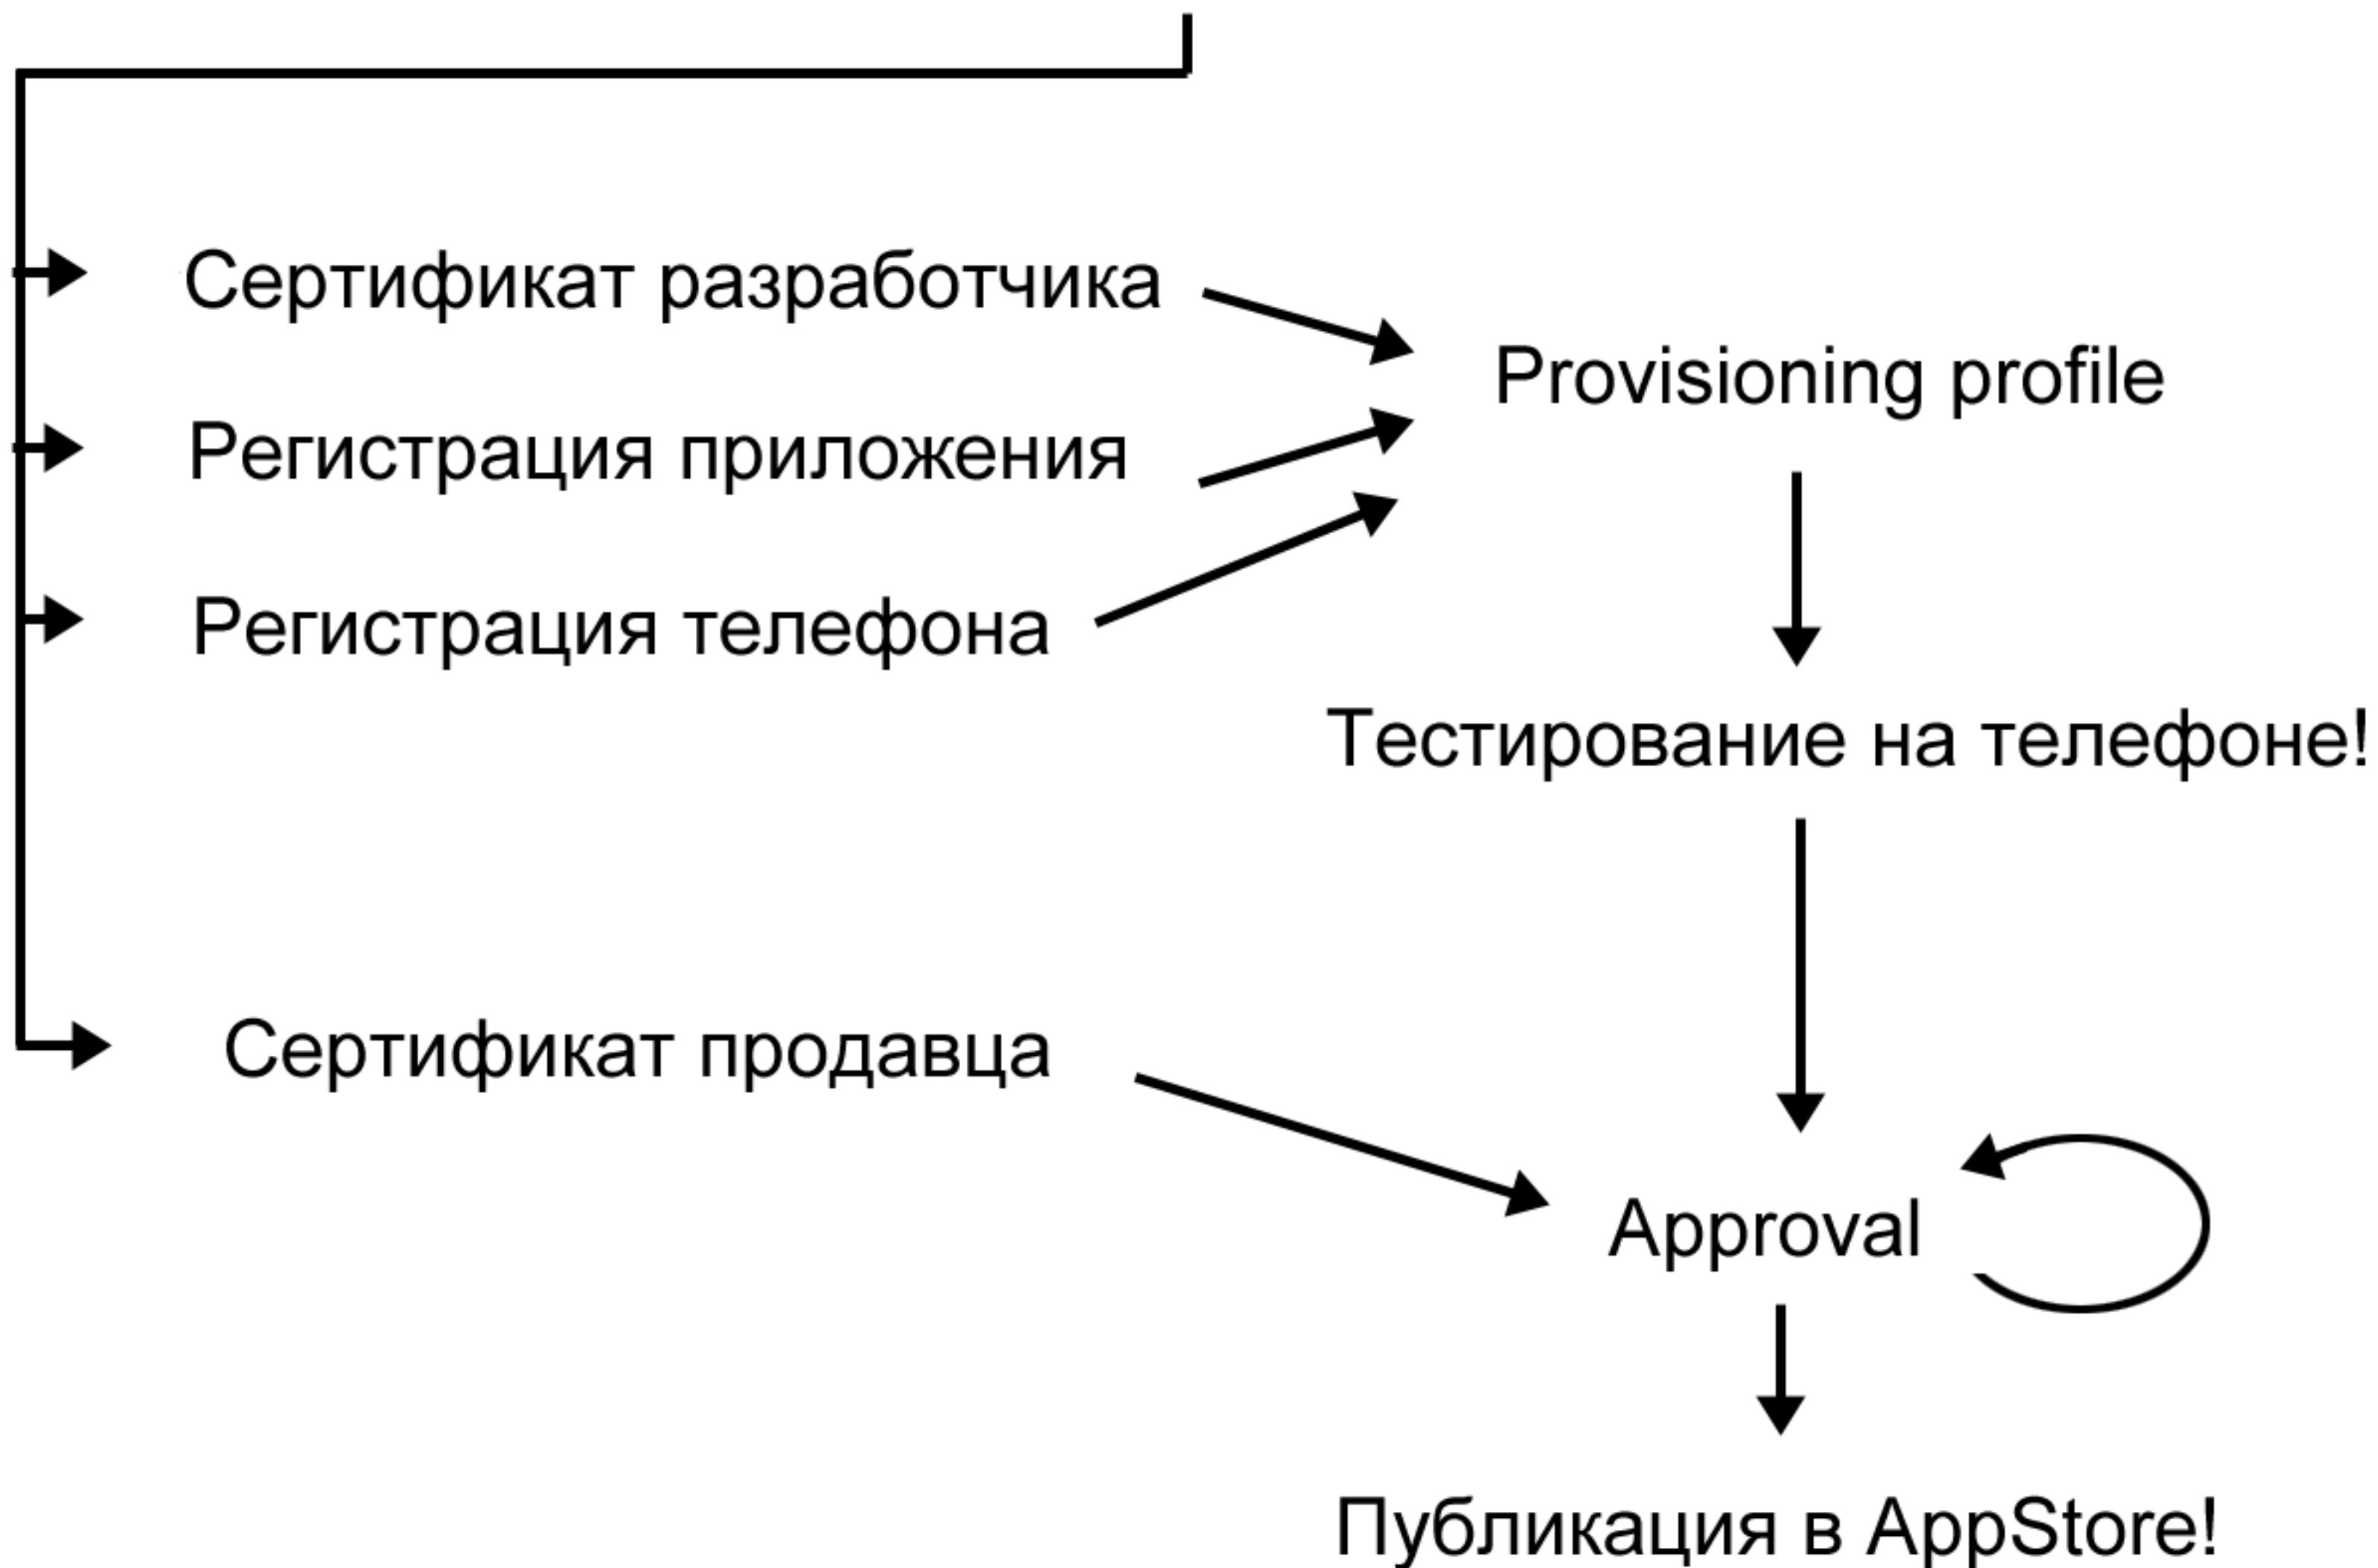 Сертификат разработчика
Provisioning profile
Регистрация приложения
Регистрация телефона
Тестирование на телефоне!
Сертификат продавца
Approval
Публикация в AppStore!